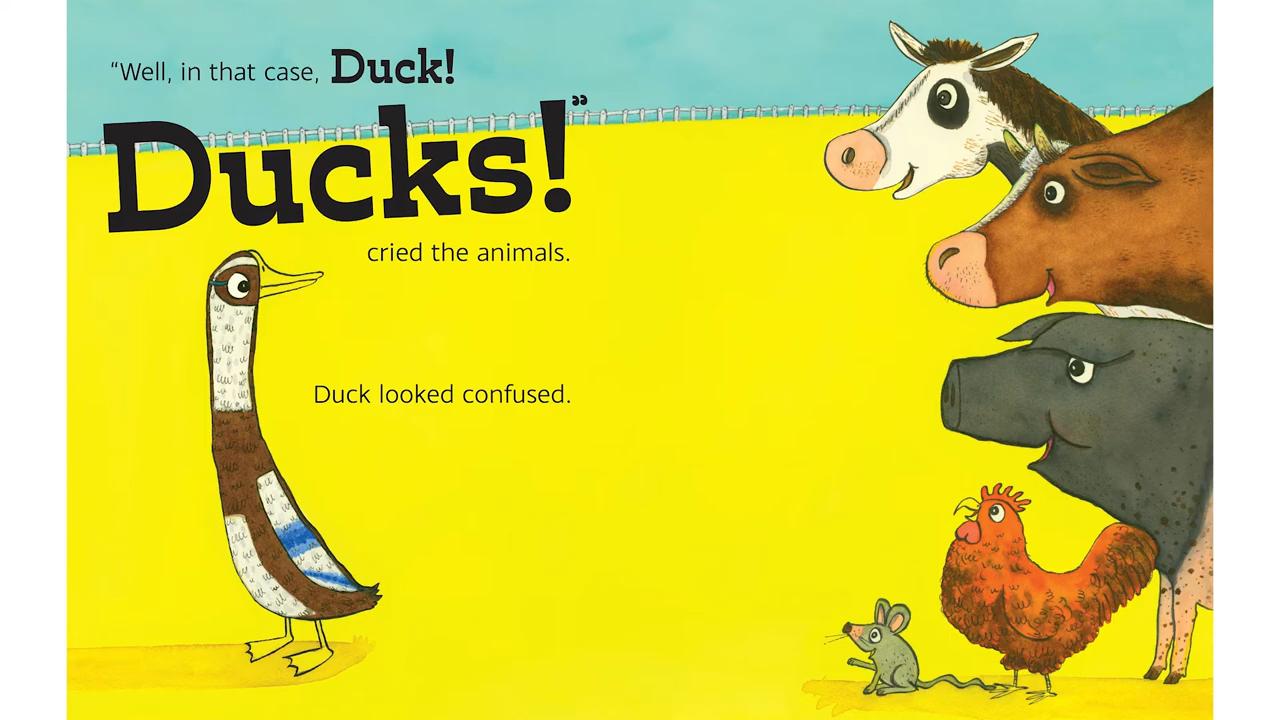 “Well, in that case, Duck!
Ducks!”
cried the animals.
Duck looked confused.